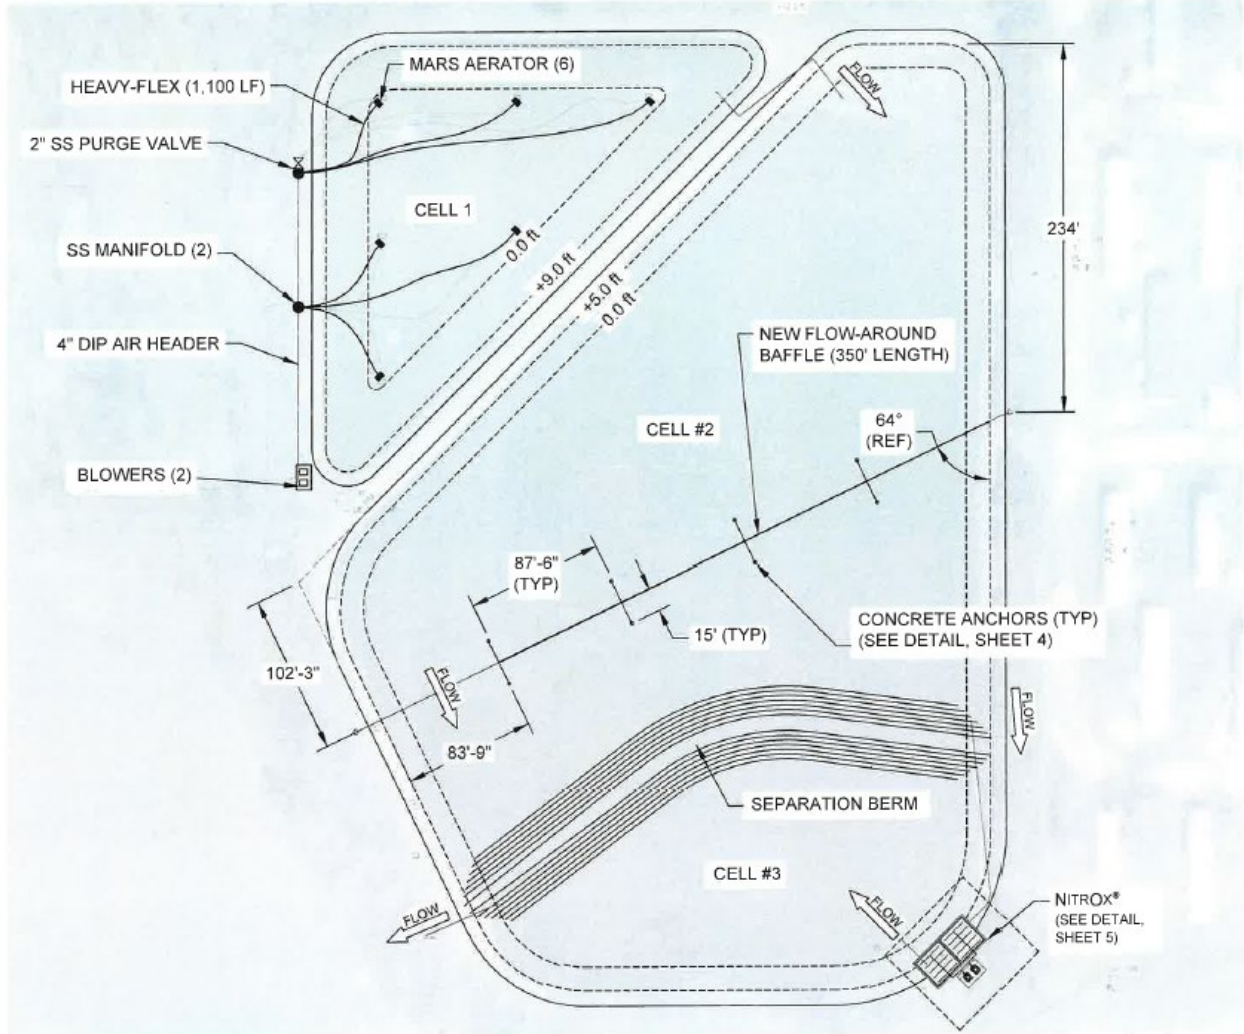 MARS AERATOR (6)
HEAVY-FLEX (1,100 LF)
FLOW
2" SS PURGE VALVE
CELL 1
SS MANIFOLD (2)
234'
0.0 ft
+9.0 ft
+5.0 ft
0.0 ft
4" DIP AIR HEADER
NEW FLOW-AROUND
BAFFLE (350' LENGTH)
CELL #2
64°
(REF)
BLOWERS (2)
87'-6"
(TYP)
15' (TYP)
CONCRETE ANCHORS (TYP)
(SEE DETAIL, SHEET 4)
102'-3"
FLOW
FLOW
83'-9"
SEPARATION BERM
CELL #3
FLOW
FLOW
NITROX®
(SEE DETAIL,
SHEET 5)